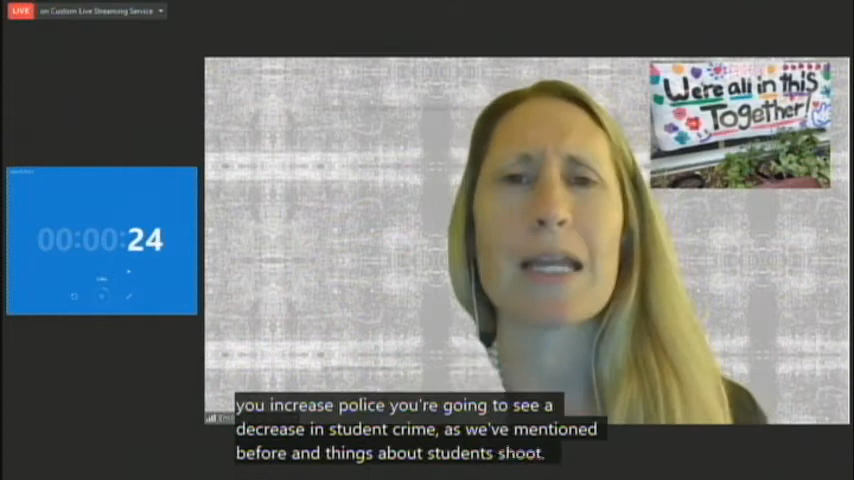 LIVE on Custom Live Streaming Service
We're all in this
Together!
00:00:24
you increase police you're going to see a
decrease in student crime, as we've mentioned
before and things about students shoot.